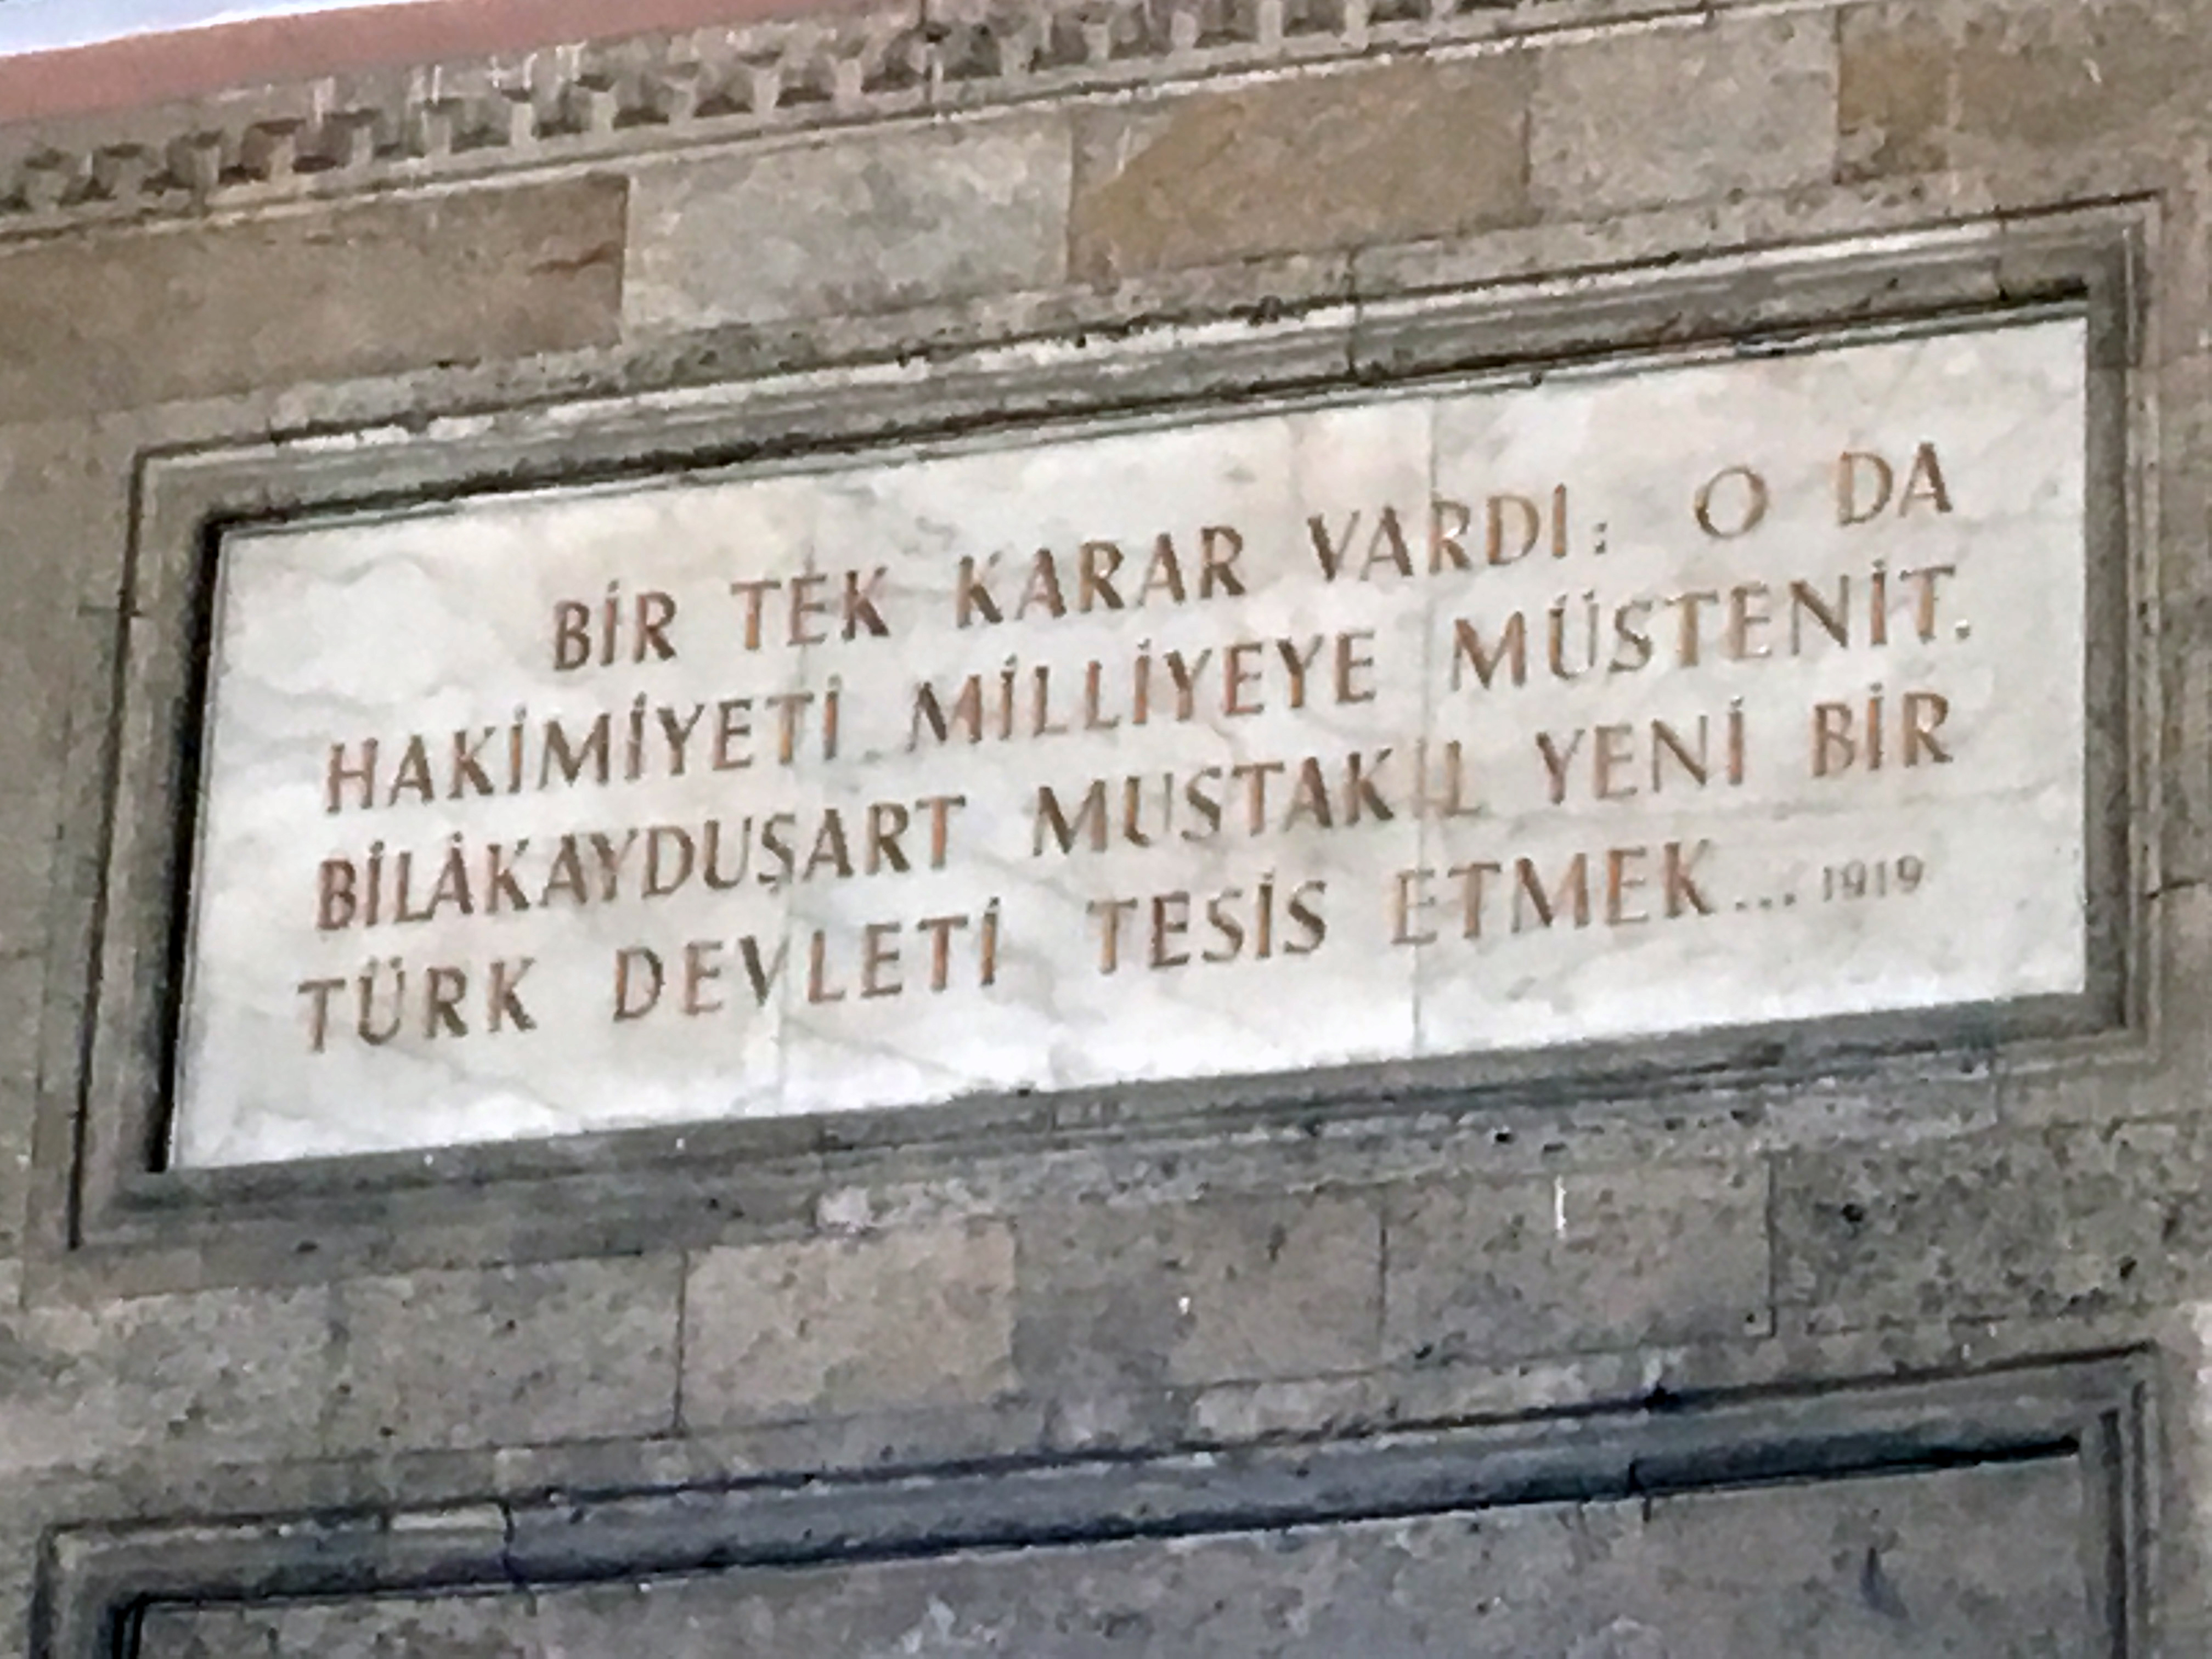 BİR TEK KARAR VARDI: O DA
HAKİMİYETİ MİLLİYEYE MÜSTENİT.
BİLÂKAYDUŞART MUSTAKIL YENİ BİR
TÜRK DEVLETİ TESİS ETMEK... 1919